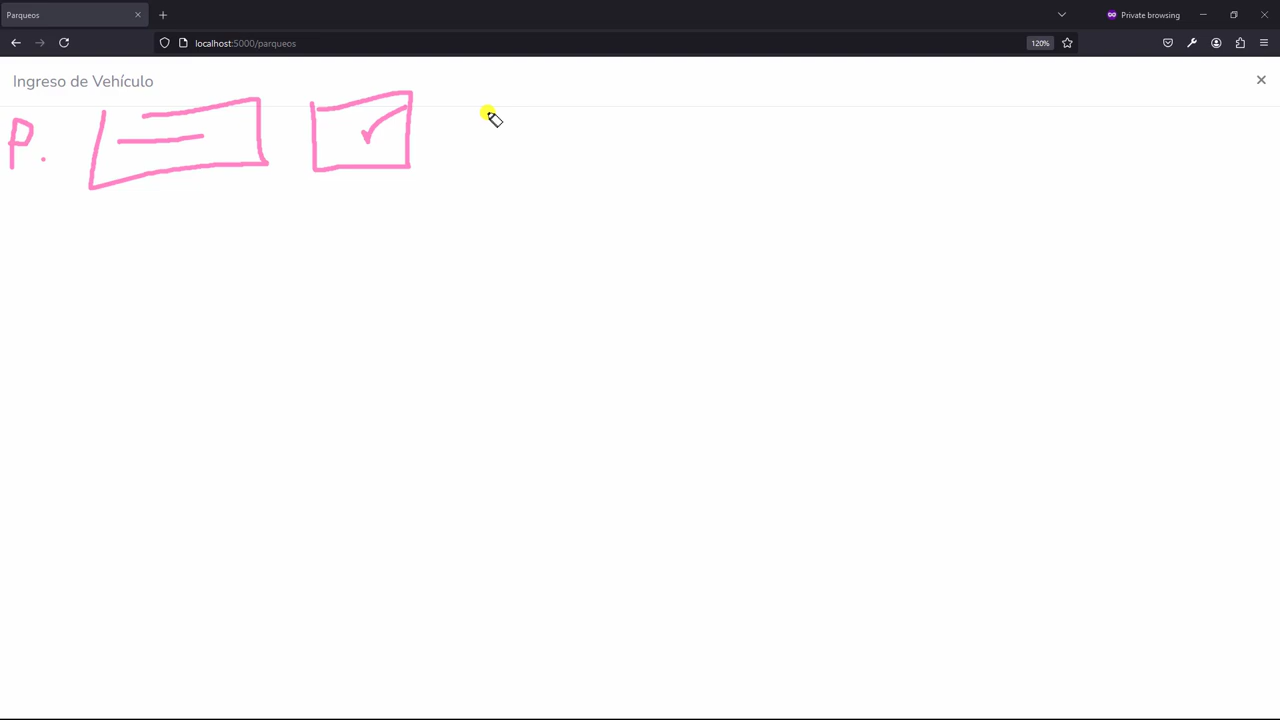 Parqueos
Private browsing
localhost:5000/parqueos
120%
Ingreso de Vehículo
P.